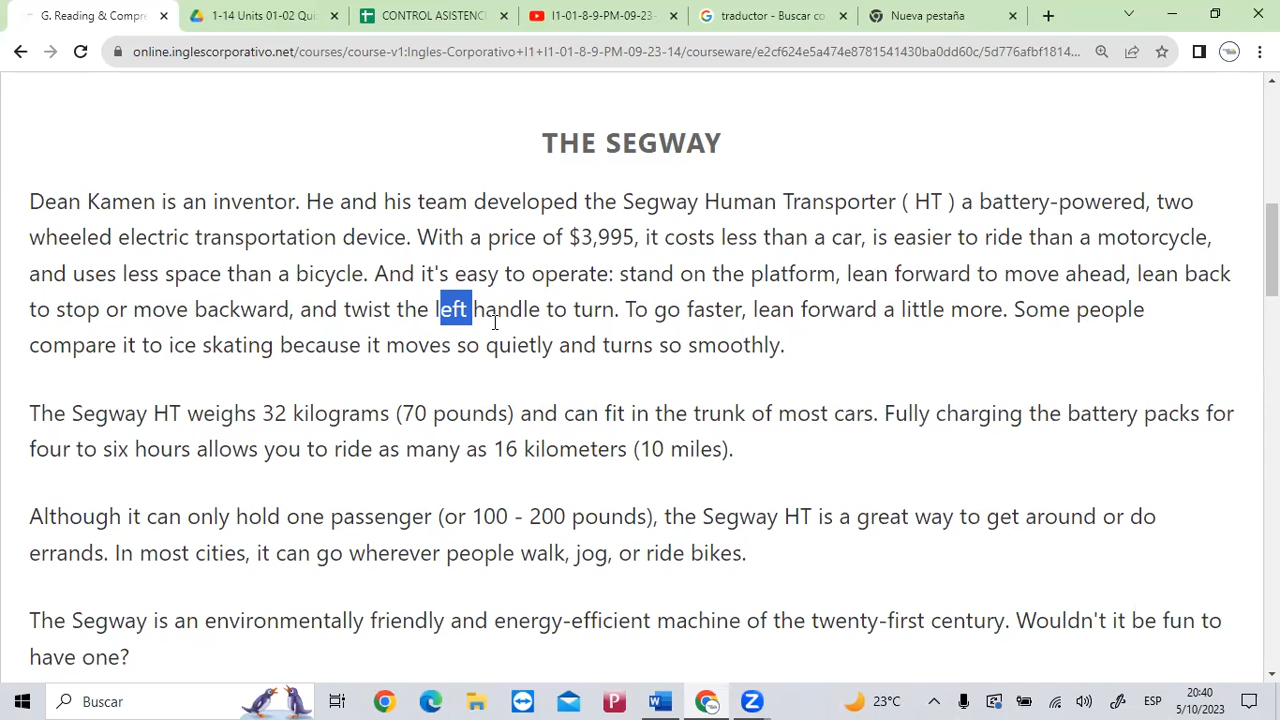 G. Reading & Compre
1-14 Units 01-02 Qui
CONTROL ASISTENC
I1-01-8-9-PM-09-23-
traductor - Buscar co
Nueva pestaña
online.inglescorporativo.net/courses/course-v1:Ingles-Corporativo+I1+I1-01-8-9-PM-09-23-14/courseware/e2cf624e5a474e8781541430ba0dd60c/5d776afbf1814...
THE SEGWAY
Dean Kamen is an inventor. He and his team developed the Segway Human Transporter ( HT ) a battery-powered, two
wheeled electric transportation device. With a price of $3,995, it costs less than a car, is easier to ride than a motorcycle,
and uses less space than a bicycle. And it's easy to operate: stand on the platform, lean forward to move ahead, lean back
to stop or move backward, and twist the left handle to turn. To go faster, lean forward a little more. Some people
compare it to ice skating because it moves so quietly and turns so smoothly.
The Segway HT weighs 32 kilograms (70 pounds) and can fit in the trunk of most cars. Fully charging the battery packs for
four to six hours allows you to ride as many as 16 kilometers (10 miles).
Although it can only hold one passenger (or 100 - 200 pounds), the Segway HT is a great way to get around or do
errands. In most cities, it can go wherever people walk, jog, or ride bikes.
The Segway is an environmentally friendly and energy-efficient machine of the twenty-first century. Wouldn't it be fun to
have one?
Buscar
23°C
ESP
20:40
5/10/2023